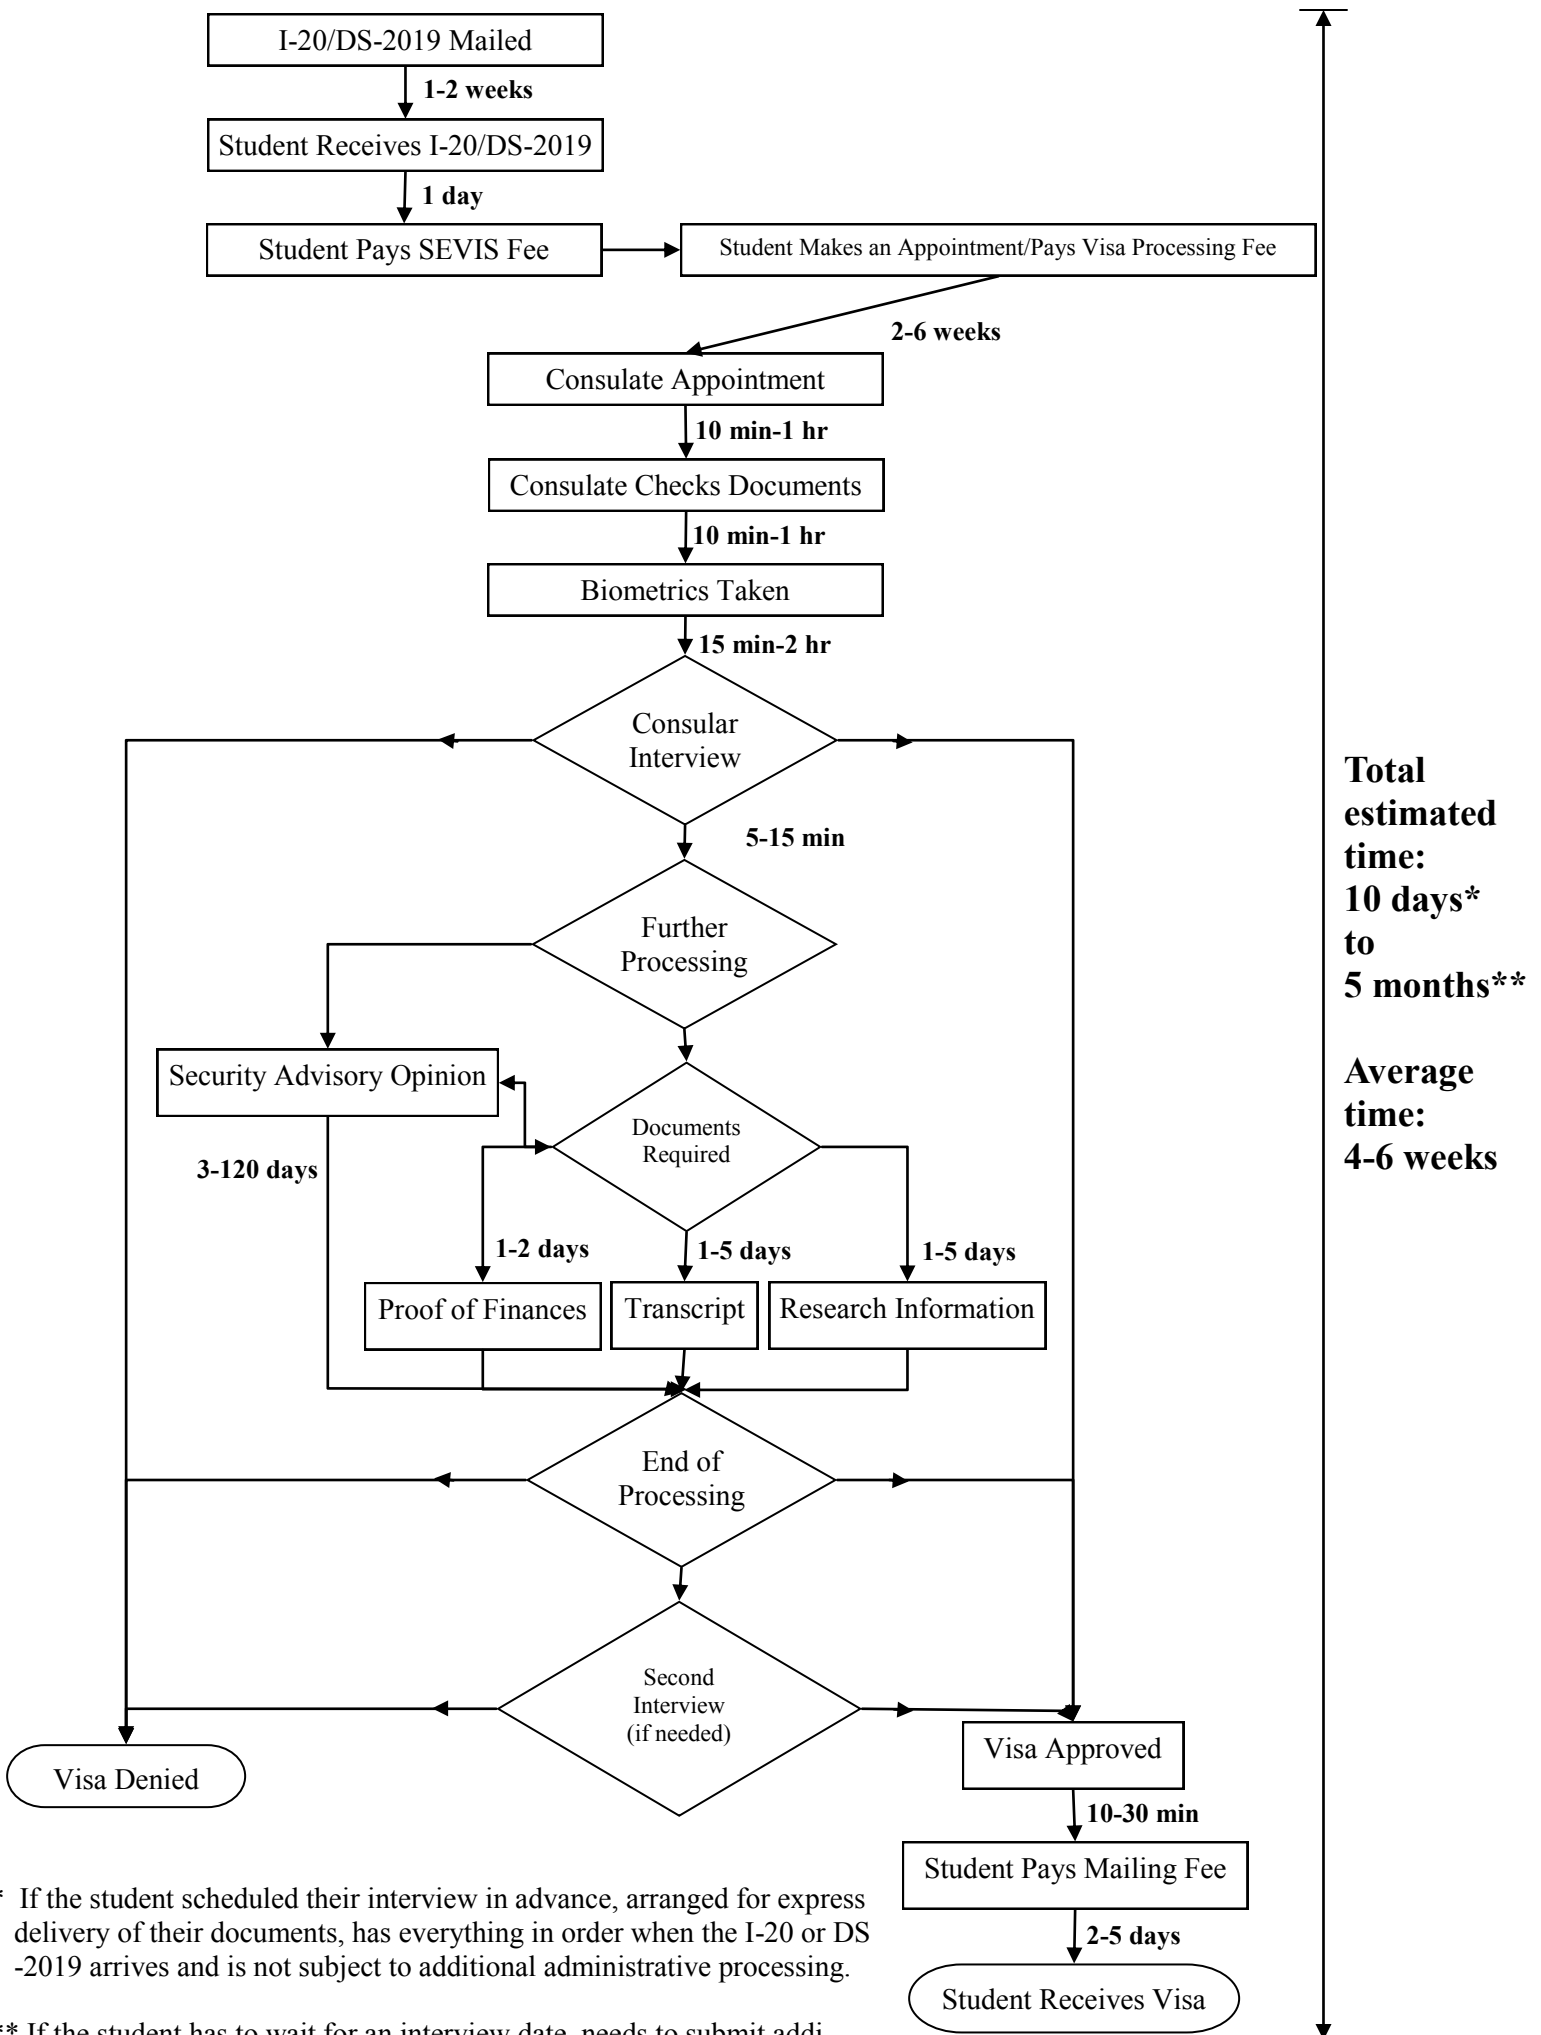 I-20/DS-2019 Mailed
1-2 weeks
Student Receives I-20/DS-2019
1 day
Student Pays SEVIS Fee
Student Makes an Appointment/Pays Visa Processing Fee
2-6 weeks
Consulate Appointment
10 min-1 hr
Consulate Checks Documents
10 min-1 hr
Biometrics Taken
15 min-2 hr
Consular
Interview
5-15 min
Further
Processing
Security Advisory Opinion
3-120 days
Documents
Required
1-2 days
1-5 days
1-5 days
Proof of Finances
Transcript
Research Information
End of
Processing
Second
Interview
(if needed)
Visa Denied
Visa Approved
10-30 min
Student Pays Mailing Fee
2-5 days
Student Receives Visa
Total
estimated
time:
10 days*
to
5 months**
Average
time:
4-6 weeks
* If the student scheduled their interview in advance, arranged for express
delivery of their documents, has everything in order when the I-20 or DS
-2019 arrives and is not subject to additional administrative processing.
** If the student has to wait for an interview date, needs to submit addi